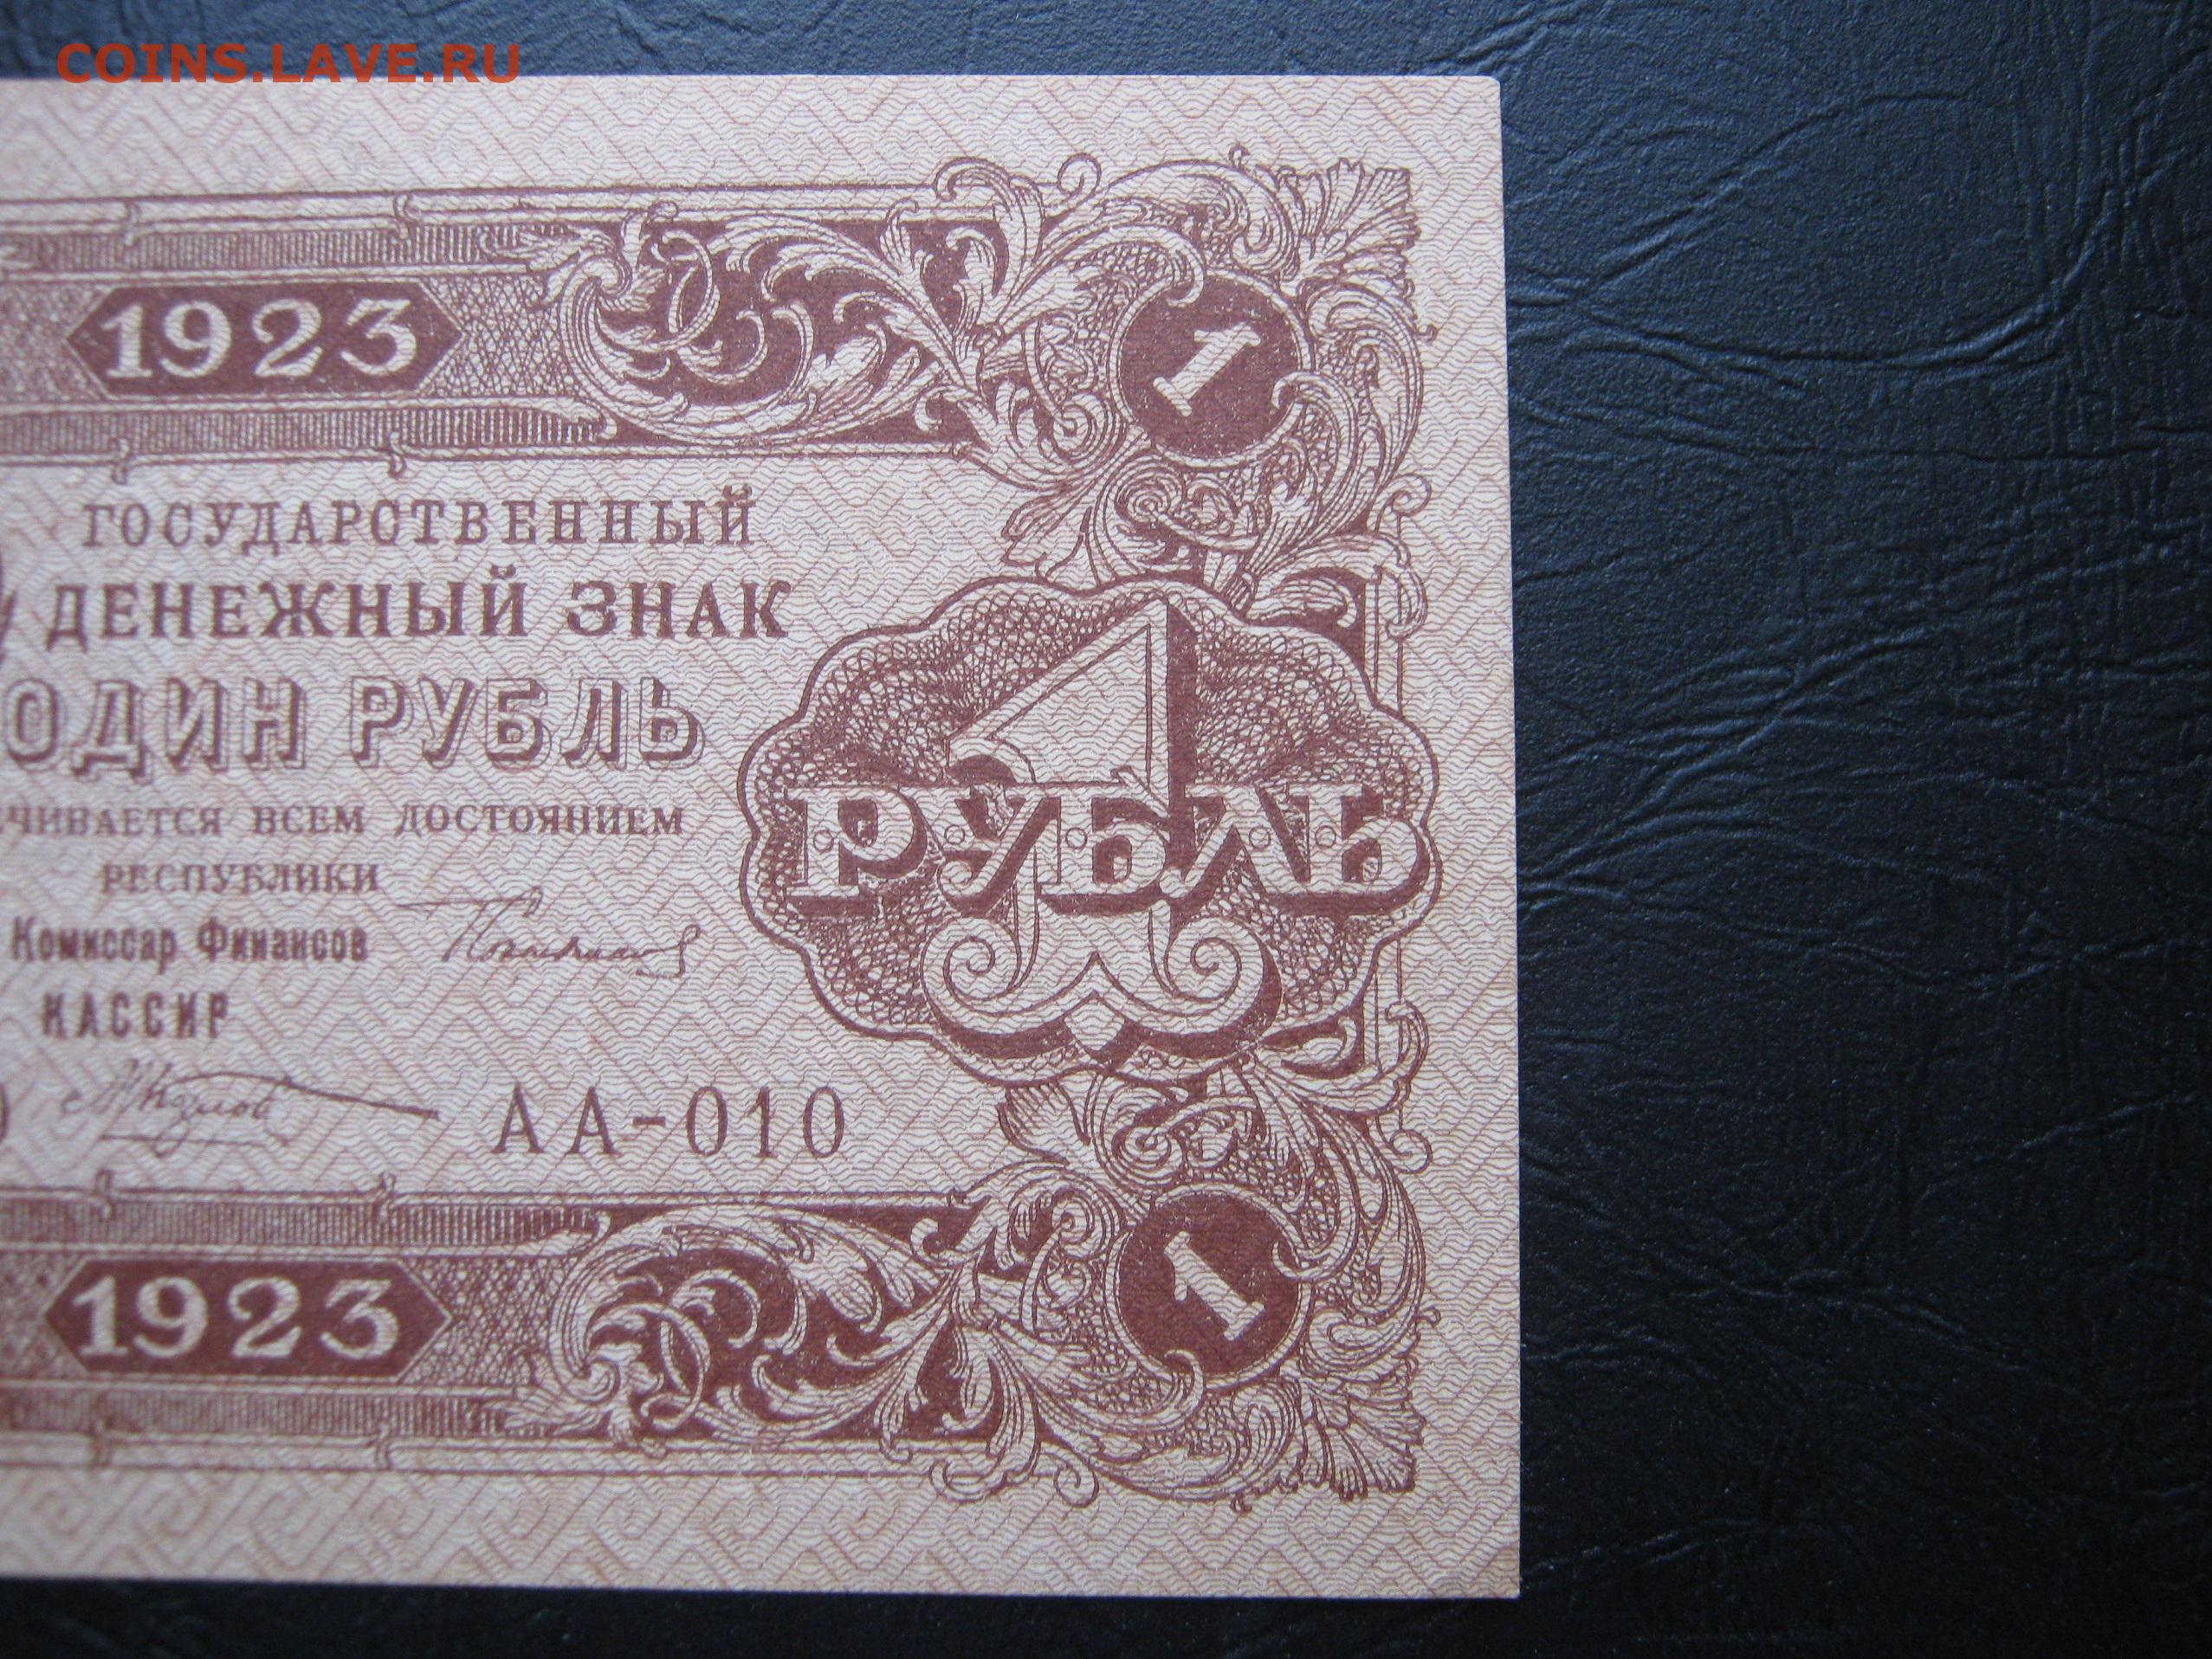 COINS.LAVE.RU
1923
1
ГОСУДАРСТВЕННЫЙ
ДЕНЕЖНЫЙ ЗНАК
ОДИН РУБЛЬ
1
РУБЛЬ
ЧИВАЕТСЯ ВСЕМ ДОСТОЯНИЕМ
РЕСПУБЛИКИ
Комиссар Финансов
КАССИР
АА-010
1923
1